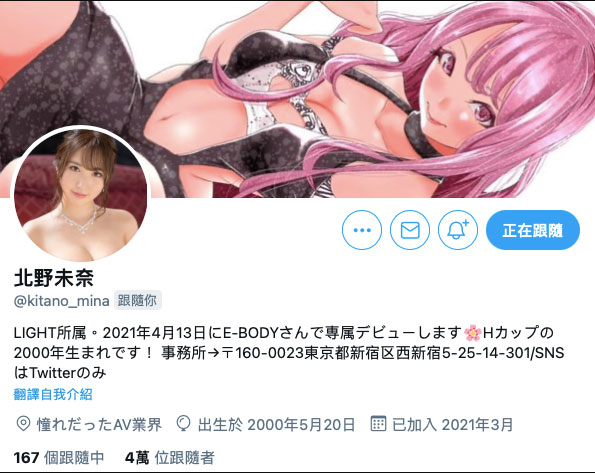 正在跟隨
北野未奈
@kitano_mina 跟隨你
LIGHT所属。2021年4月13日にE-BODYさんで専属デビューします🌸Hカップの
2000年生まれです！ 事務所→〒160-0023東京都新宿区西新宿5-25-14-301/SNS
はTwitterのみ
翻譯自我介紹
憧れだったAV業界 出生於 2000年5月20日 已加入 2021年3月
167 個跟隨中 4萬 位跟隨者